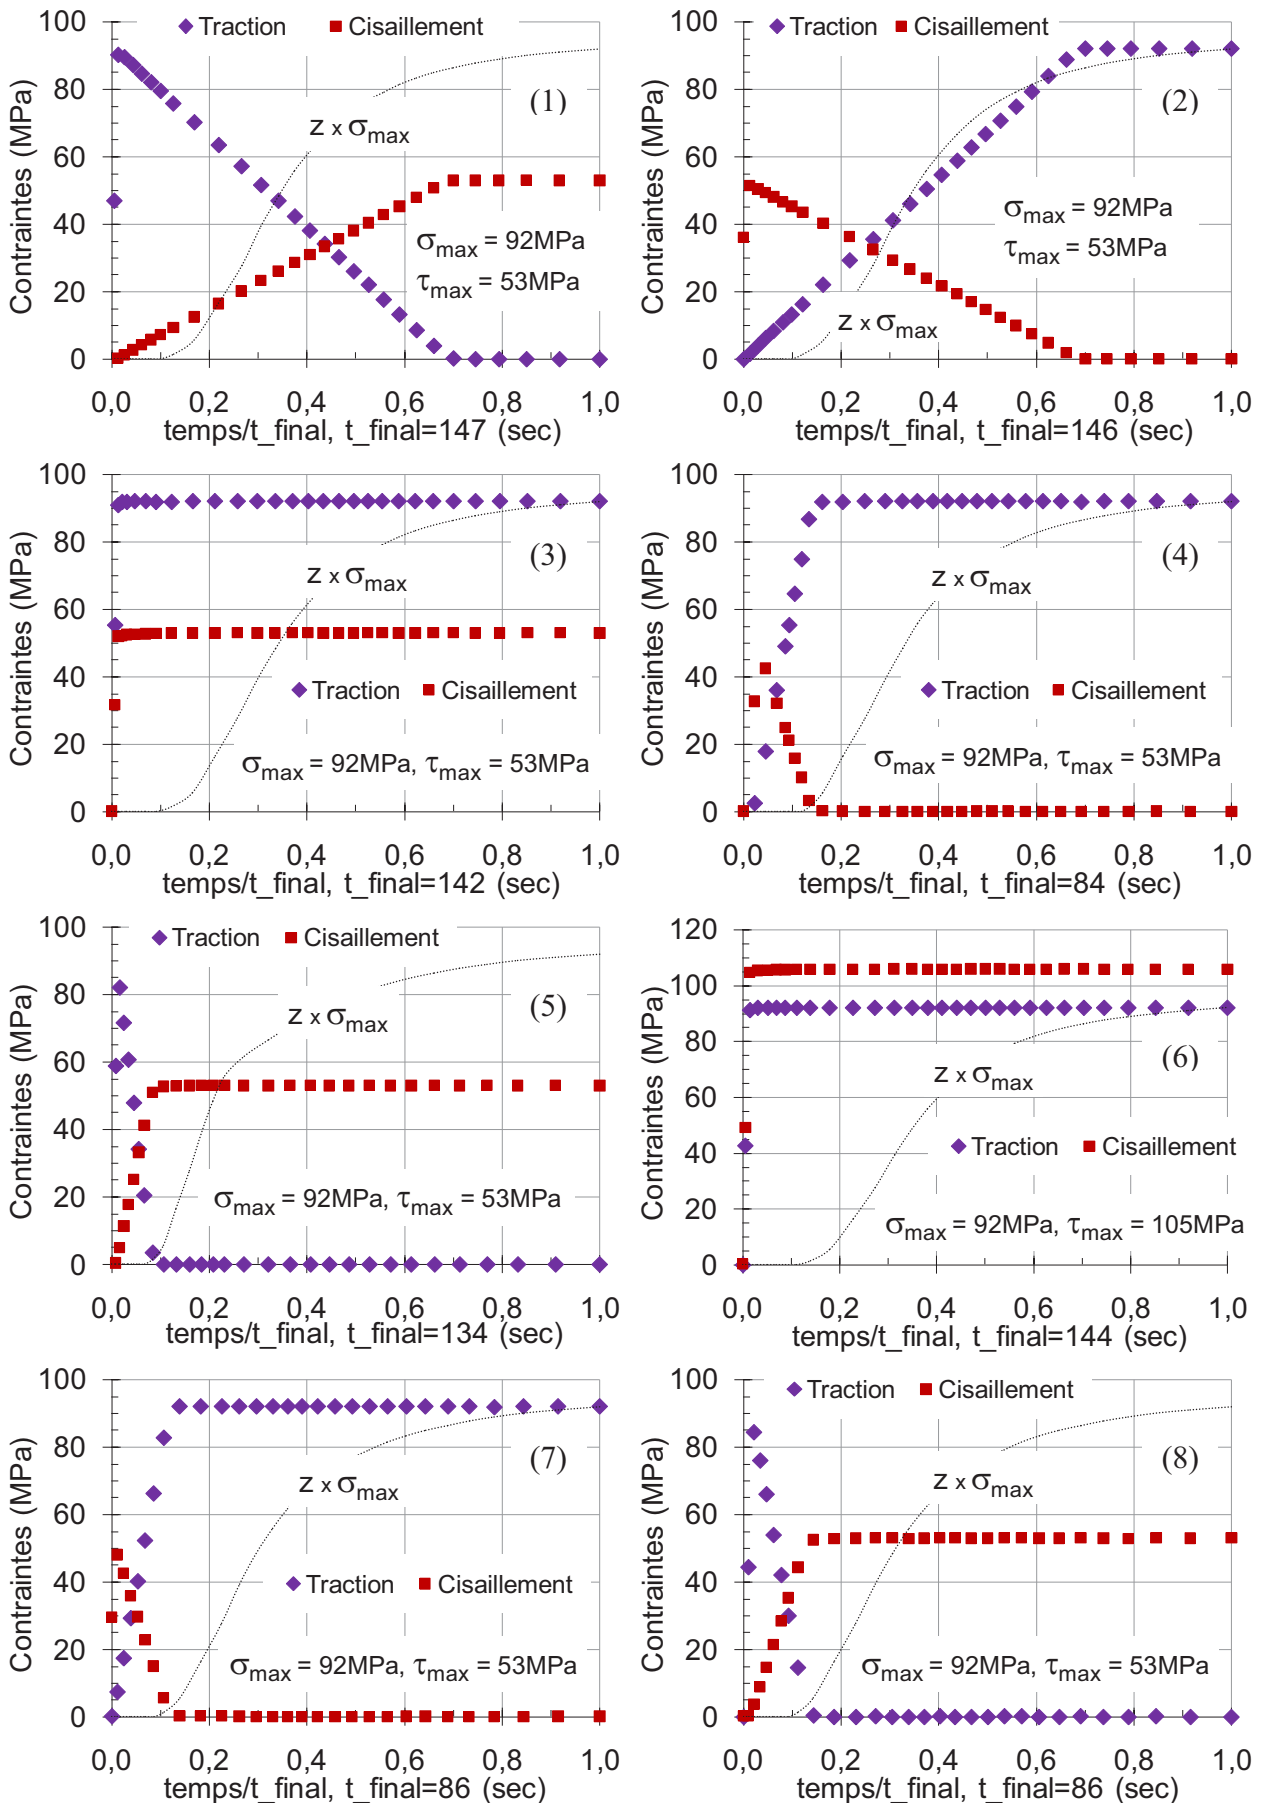 Traction Cisaillement
100
80
60
40
20
0
Contraintes (MPa)
(1)
z x σmax
σmax = 92MPa
τmax = 53MPa
0,0 0,2 0,4 0,6 0,8 1,0
temps/t_final, t_final=147 (sec)
Traction Cisaillement
100
80
60
40
20
0
Contraintes (MPa)
(2)
σmax = 92MPa
τmax = 53MPa
z x σmax
0,0 0,2 0,4 0,6 0,8 1,0
temps/t_final, t_final=146 (sec)
100
80
60
40
20
0
Contraintes (MPa)
(3)
z x σmax
Traction Cisaillement
σmax = 92MPa, τmax = 53MPa
0,0 0,2 0,4 0,6 0,8 1,0
temps/t_final, t_final=142 (sec)
100
80
60
40
20
0
Contraintes (MPa)
(4)
z x σmax
Traction Cisaillement
σmax = 92MPa, τmax = 53MPa
0,0 0,2 0,4 0,6 0,8 1,0
temps/t_final, t_final=84 (sec)
100
80
60
40
20
0
Contraintes (MPa)
Traction Cisaillement
(5)
z x σmax
σmax = 92MPa, τmax = 53MPa
0,0 0,2 0,4 0,6 0,8 1,0
temps/t_final, t_final=134 (sec)
120
100
80
60
40
20
0
Contraintes (MPa)
(6)
z x σmax
Traction Cisaillement
σmax = 92MPa, τmax = 105MPa
0,0 0,2 0,4 0,6 0,8 1,0
temps/t_final, t_final=144 (sec)
100
80
60
40
20
0
Contraintes (MPa)
(7)
z x σmax
Traction Cisaillement
σmax = 92MPa, τmax = 53MPa
0,0 0,2 0,4 0,6 0,8 1,0
temps/t_final, t_final=86 (sec)
100
80
60
40
20
0
Contraintes (MPa)
Traction Cisaillement
(8)
z x σmax
σmax = 92MPa, τmax = 53MPa
0,0 0,2 0,4 0,6 0,8 1,0
temps/t_final, t_final=86 (sec)